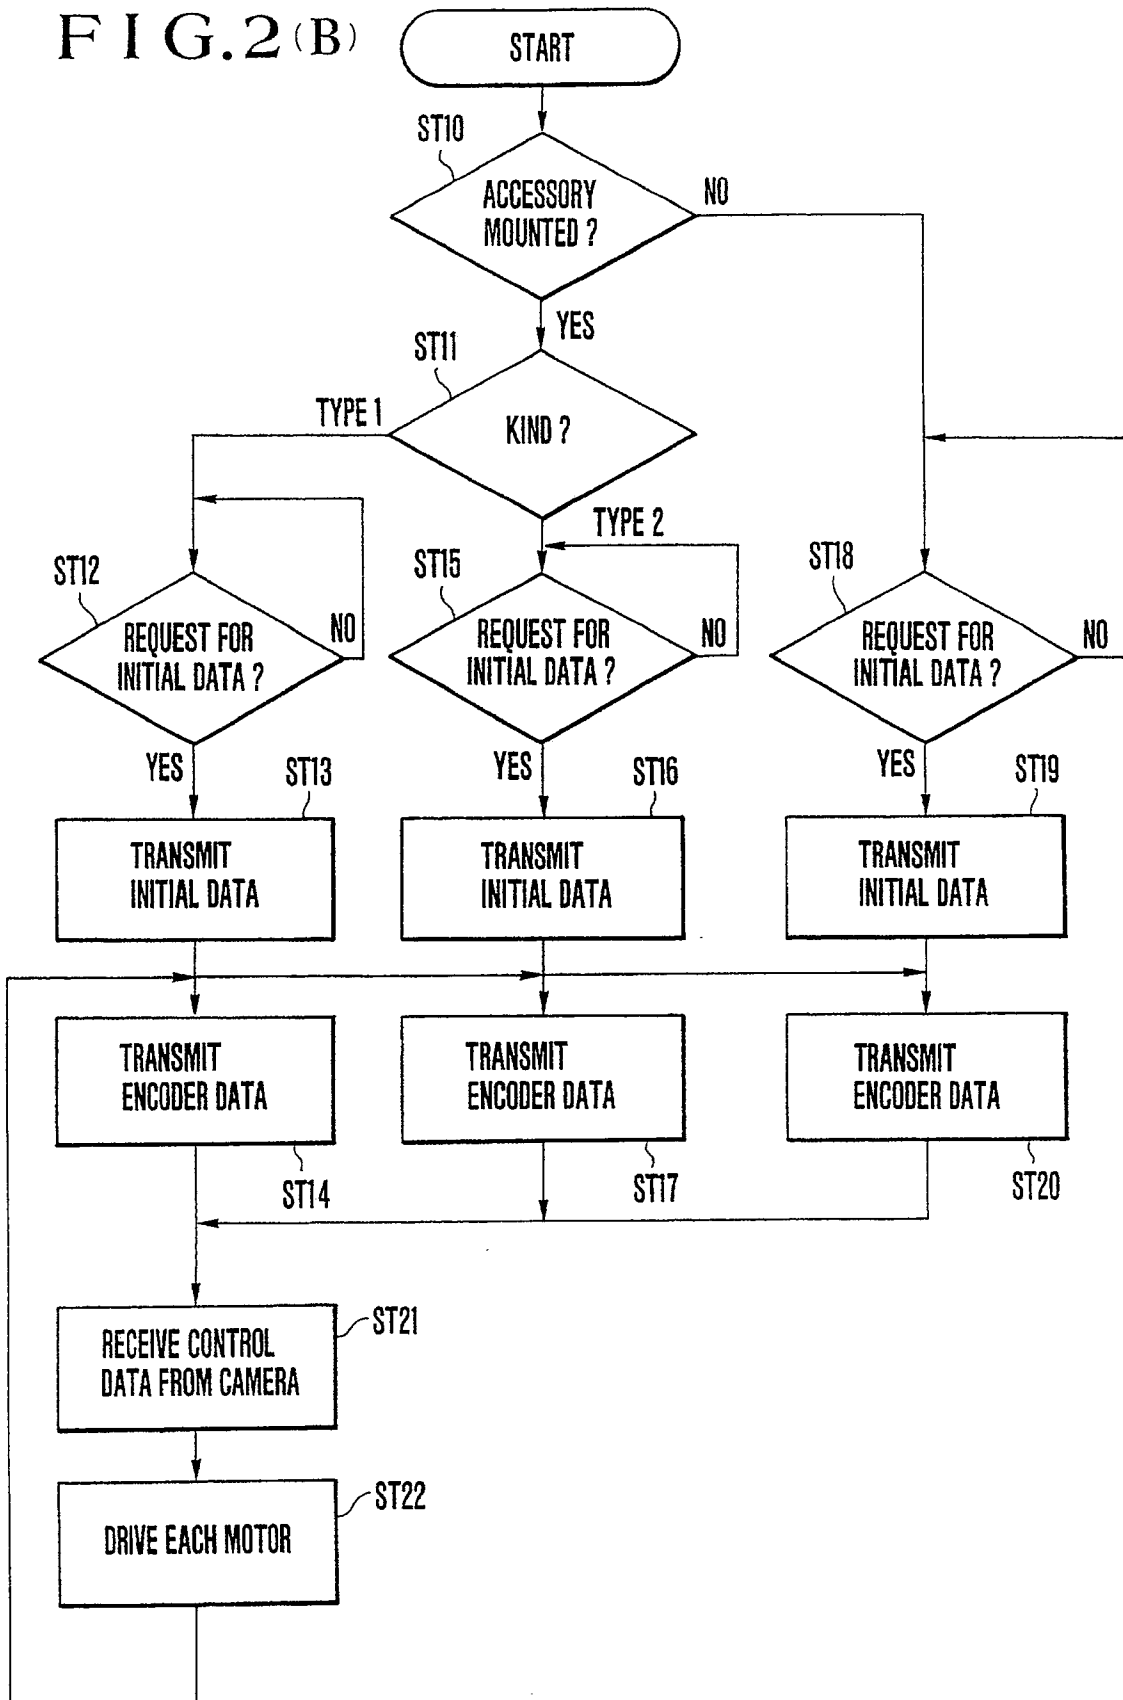 FIG.2(B)
START
ST10
ACCESSORY
MOUNTED ?
NO
YES
ST11
TYPE 1
KIND ?
TYPE 2
ST12
REQUEST FOR
INITIAL DATA ?
NO
ST15
REQUEST FOR
INITIAL DATA ?
NO
ST18
REQUEST FOR
INITIAL DATA ?
NO
YES
ST13
YES
ST16
YES
ST19
TRANSMIT
INITIAL DATA
TRANSMIT
INITIAL DATA
TRANSMIT
INITIAL DATA
TRANSMIT
ENCODER DATA
TRANSMIT
ENCODER DATA
TRANSMIT
ENCODER DATA
ST14
ST17
ST20
RECEIVE CONTROL
DATA FROM CAMERA
ST21
DRIVE EACH MOTOR
ST22